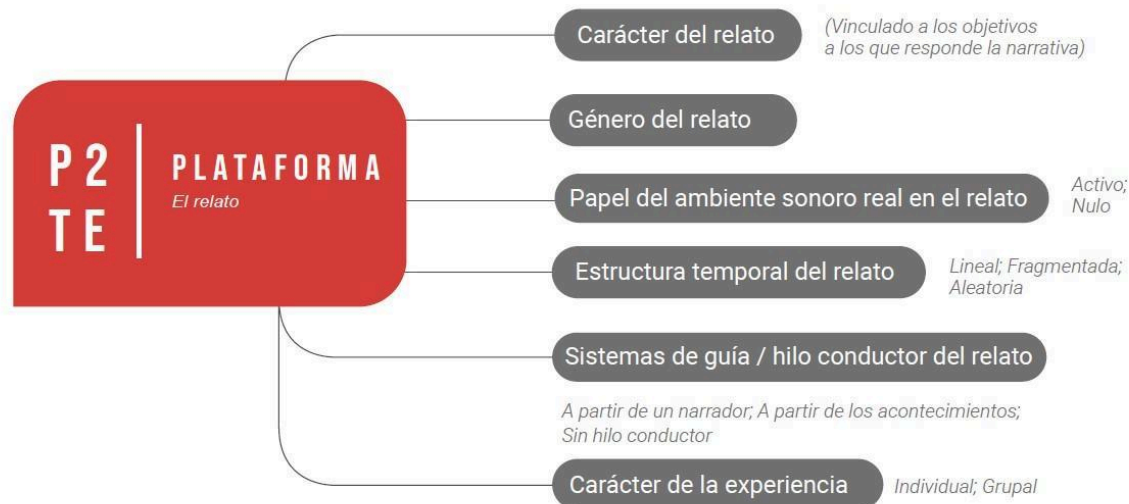 P2
TE
PLATAFORMA
El relato
Carácter del relato
(Vinculado a los objetivos
a los que responde la narrativa)
Género del relato
Papel del ambiente sonoro real en el relato
Activo;
Nulo
Estructura temporal del relato
Lineal; Fragmentada;
Aleatoria
Sistemas de guía / hilo conductor del relato
A partir de un narrador; A partir de los acontecimientos;
Sin hilo conductor
Carácter de la experiencia
Individual; Grupal